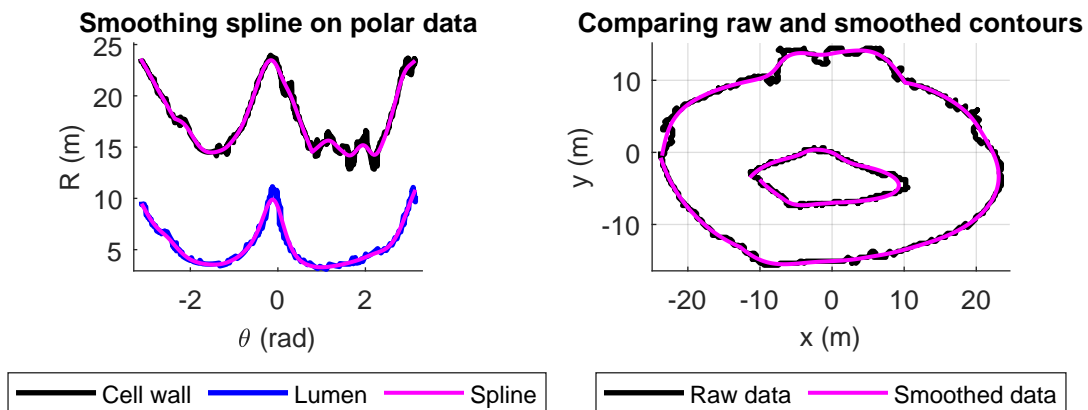 Smoothing spline on polar data
25
20
15
10
5
R (m)
-2 0 2
θ (rad)
Cell wall Lumen Spline
Comparing raw and smoothed contours
10
0
-10
y (m)
-20 -10 0 10 20
x (m)
Raw data Smoothed data